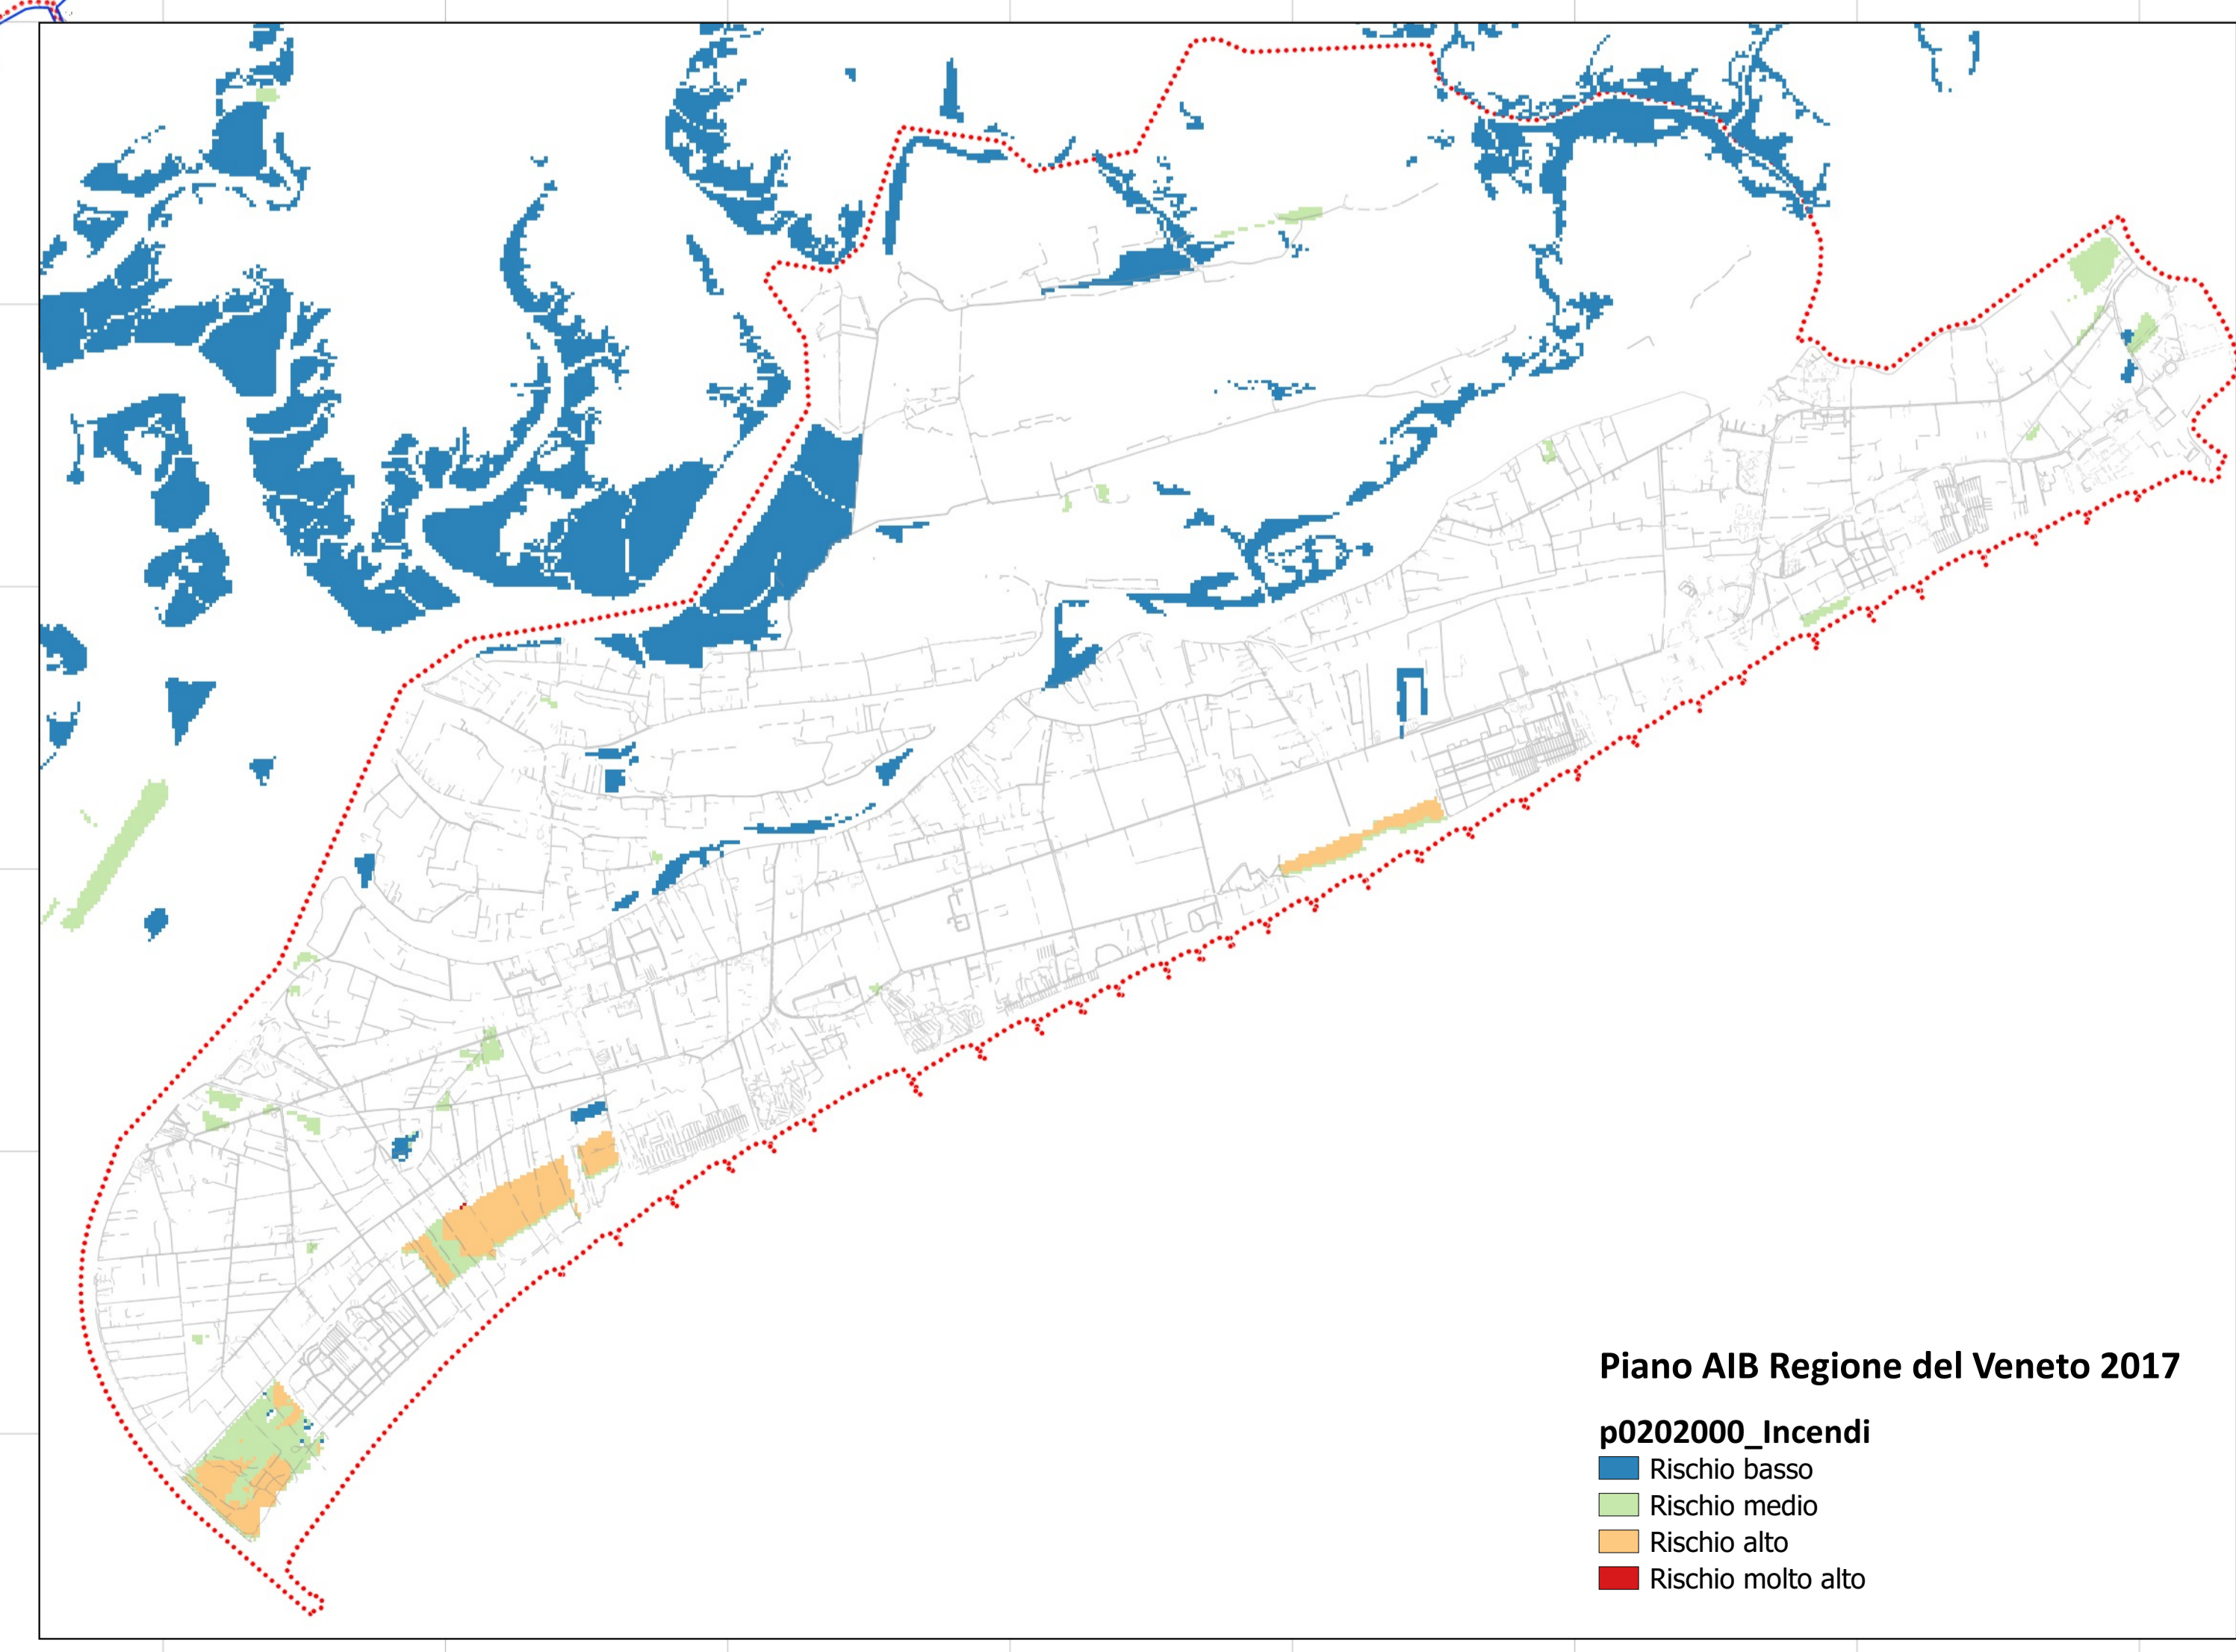 Piano AIB Regione del Veneto 2017
p0202000_Incendi
Rischio basso
Rischio medio
Rischio alto
Rischio molto alto